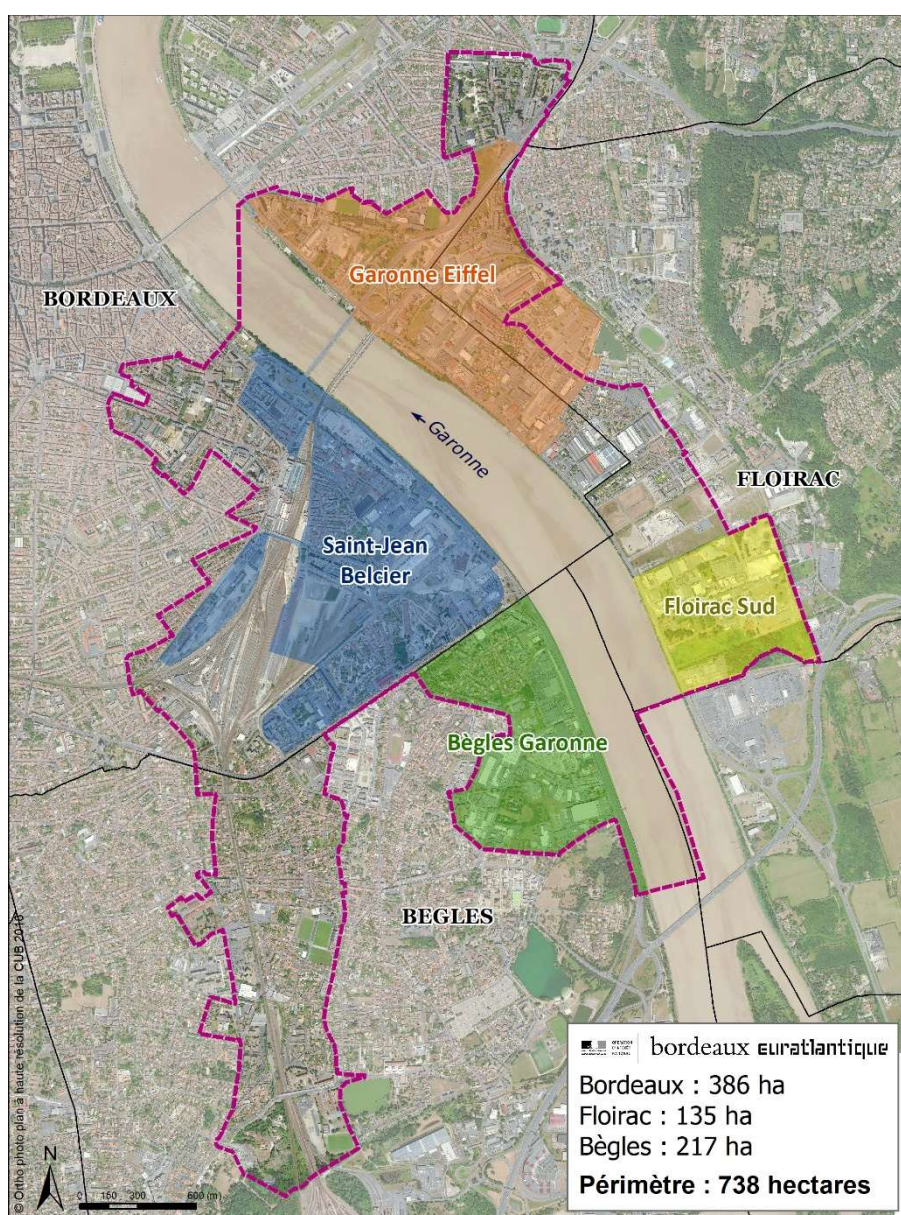 Garonne Eiffel
BORDEAUX
Garonne
FLOIRAC
Saint-Jean
Belcier
Floirac Sud
Bègles Garonne
BEGLES
© Ortho photo plan à haute résolution de la CUB 2016
N
0 150 300 600 (m)
bordeaux euratlantique
Bordeaux : 386 ha
Floirac : 135 ha
Bègles : 217 ha
Périmètre : 738 hectares